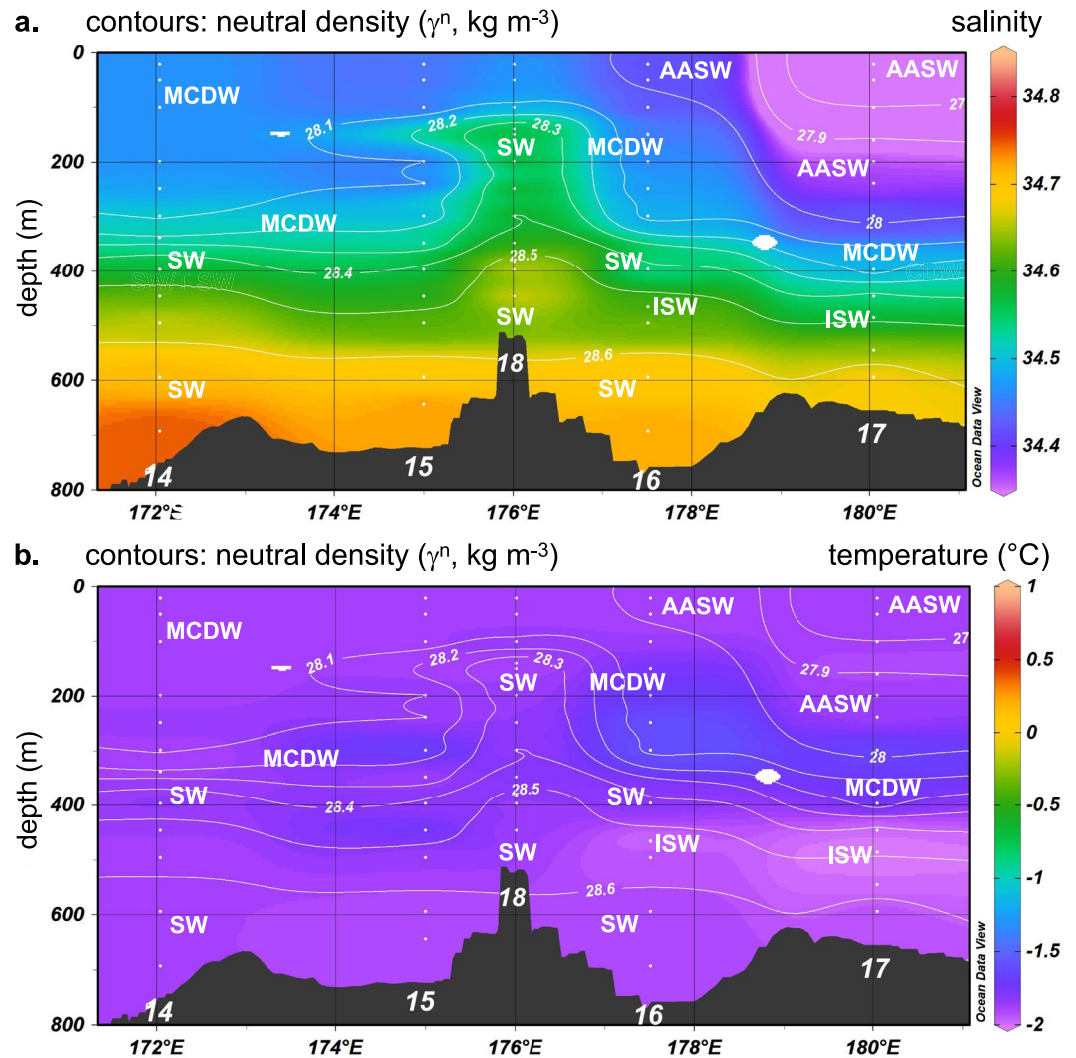 a. contours: neutral density (γⁿ, kg m⁻³) salinity
0
AASW AASW
MCDW
34.8
27
28.1 28.2 28.3
27.9
SW MCDW
200
AASW
34.7
MCDW
28
MCDW
SW 28.5 SW
400
28.4
34.6
ISW
SW ISW
depth (m)
34.5
28.6
18
600
SW SW
34.4
17
15
14 16
800
Ocean Data View
172°E 174°E 176°E 178°E 180°E
b. contours: neutral density (γⁿ, kg m⁻³) temperature (°C)
0
1
AASW AASW
MCDW
27
28.1 28.2 28.3
27.9
0.5
SW MCDW
200
AASW
0
MCDW
28
MCDW
SW 28.5 SW
400
28.4
-0.5
ISW
SW ISW
depth (m)
-1
28.6
18
600
SW SW
-1.5
17
15
14 16
800
-2
Ocean Data View
172°E 174°E 176°E 178°E 180°E